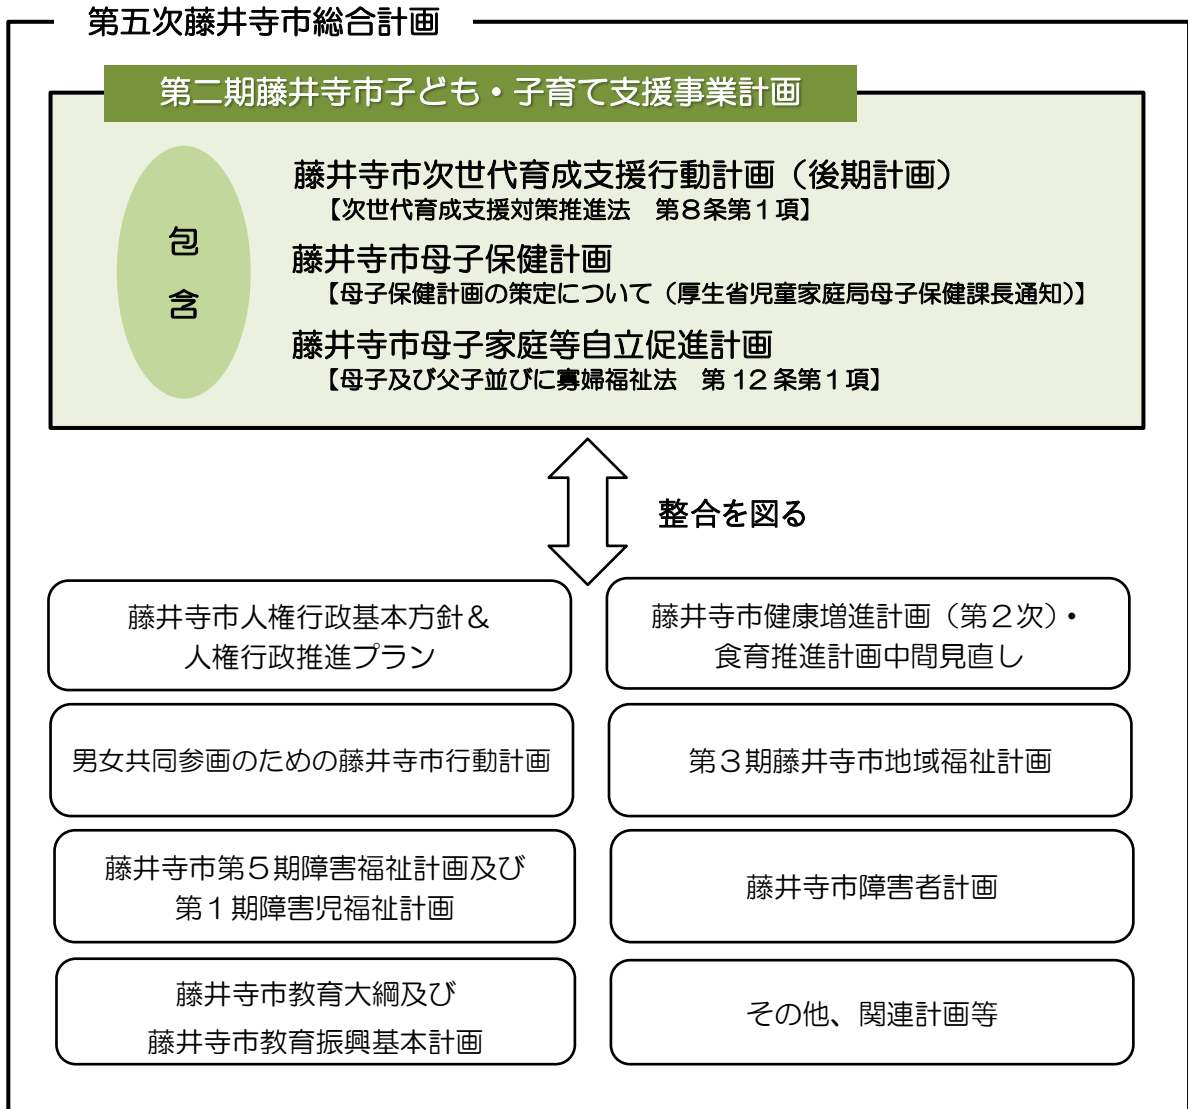 第五次藤井寺市総合計画
第二期藤井寺市子ども・子育て支援事業計画
包
含
藤井寺市次世代育成支援行動計画（後期計画）
【次世代育成支援対策推進法　第８条第１項】
藤井寺市母子保健計画
【母子保健計画の策定について（厚生省児童家庭局母子保健課長通知）】
藤井寺市母子家庭等自立促進計画
【母子及び父子並びに寡婦福祉法　第 12 条第１項】
整合を図る
藤井寺市人権行政基本方針＆
人権行政推進プラン
藤井寺市健康増進計画（第２次）・
食育推進計画中間見直し
男女共同参画のための藤井寺市行動計画
第３期藤井寺市地域福祉計画
藤井寺市第５期障害福祉計画及び
第１期障害児福祉計画
藤井寺市障害者計画
藤井寺市教育大綱及び
藤井寺市教育振興基本計画
その他、関連計画等